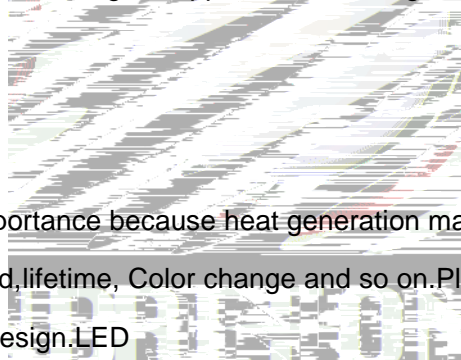 portance because heat generation ma
d,lifetime, Color change and so on.Pl
esign.LED